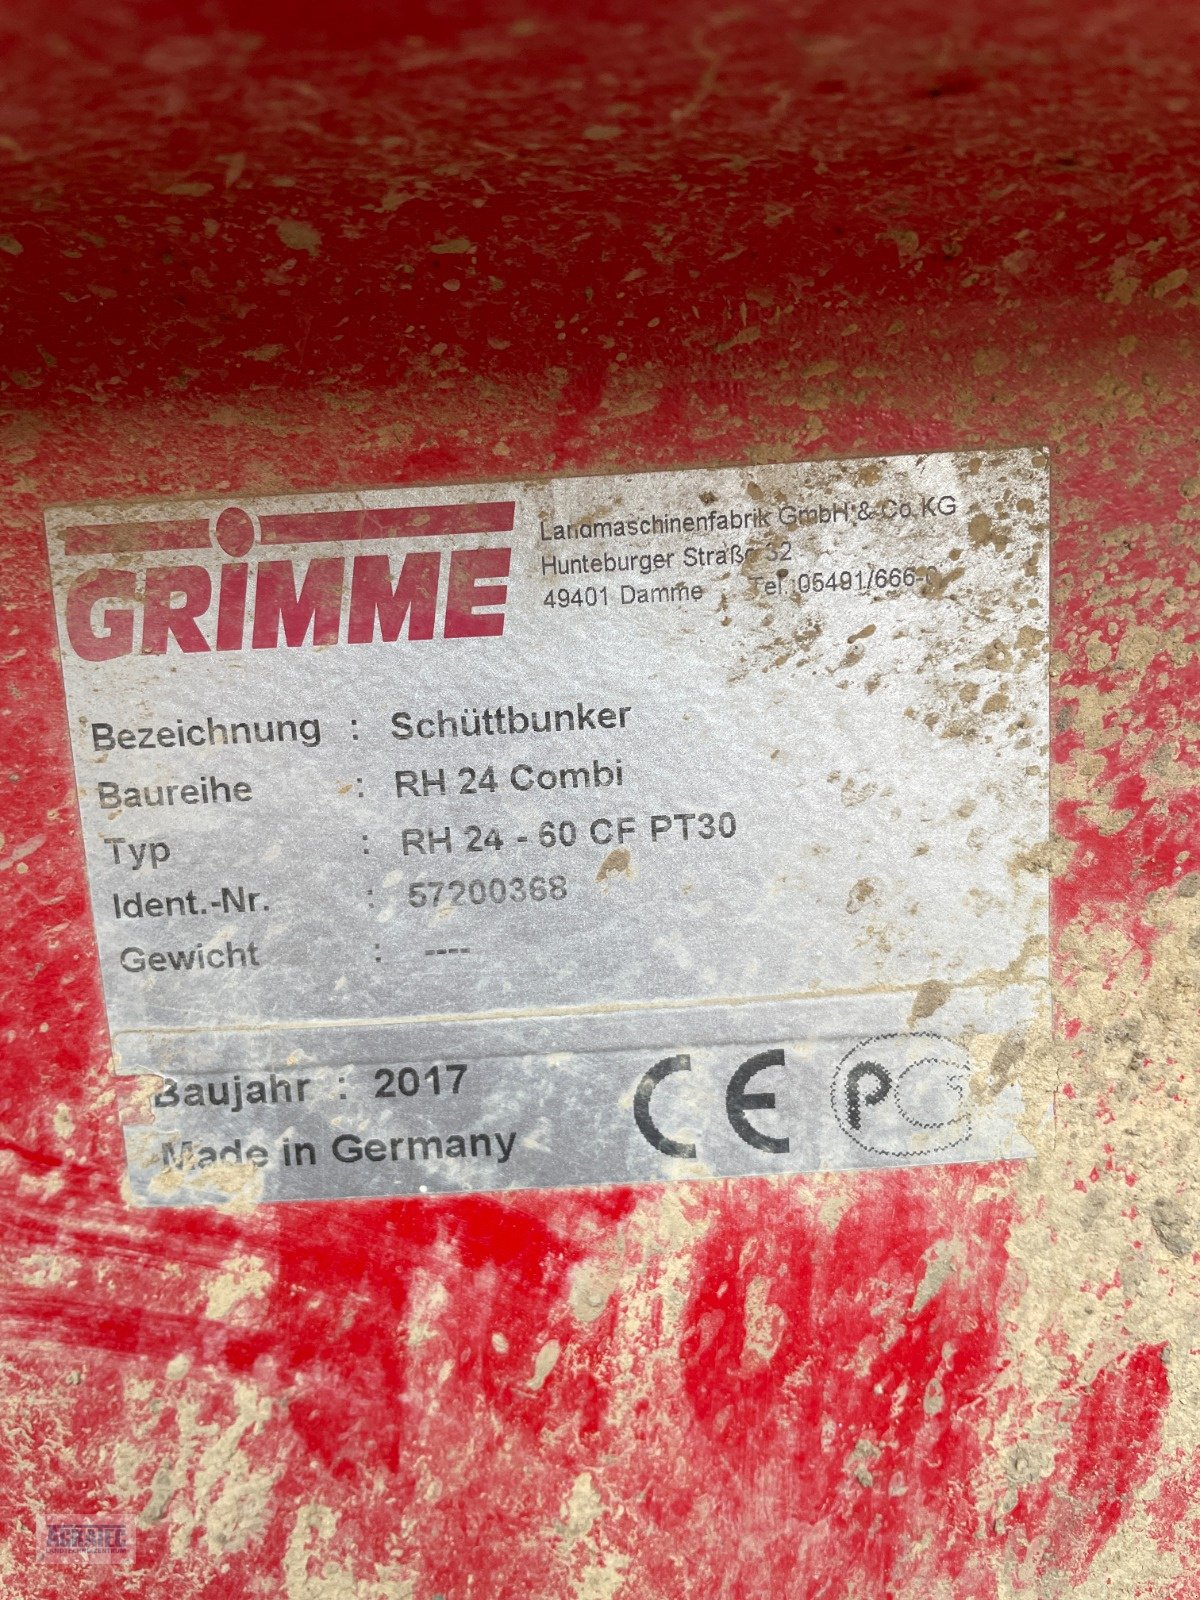 GRIMME
Landmaschinenfabrik GmbH & Co. KG
Hunteburger Straße 32
49401 Damme Tel.:05491/666-0
Bezeichnung : Schüttbunker
Baureihe : RH 24 Combi
Typ : RH 24 - 60 CF PT30
Ident.-Nr. : 57200368
Gewicht : ----
Baujahr : 2017
Made in Germany
CE
LANDTECHNIKZENTRUM